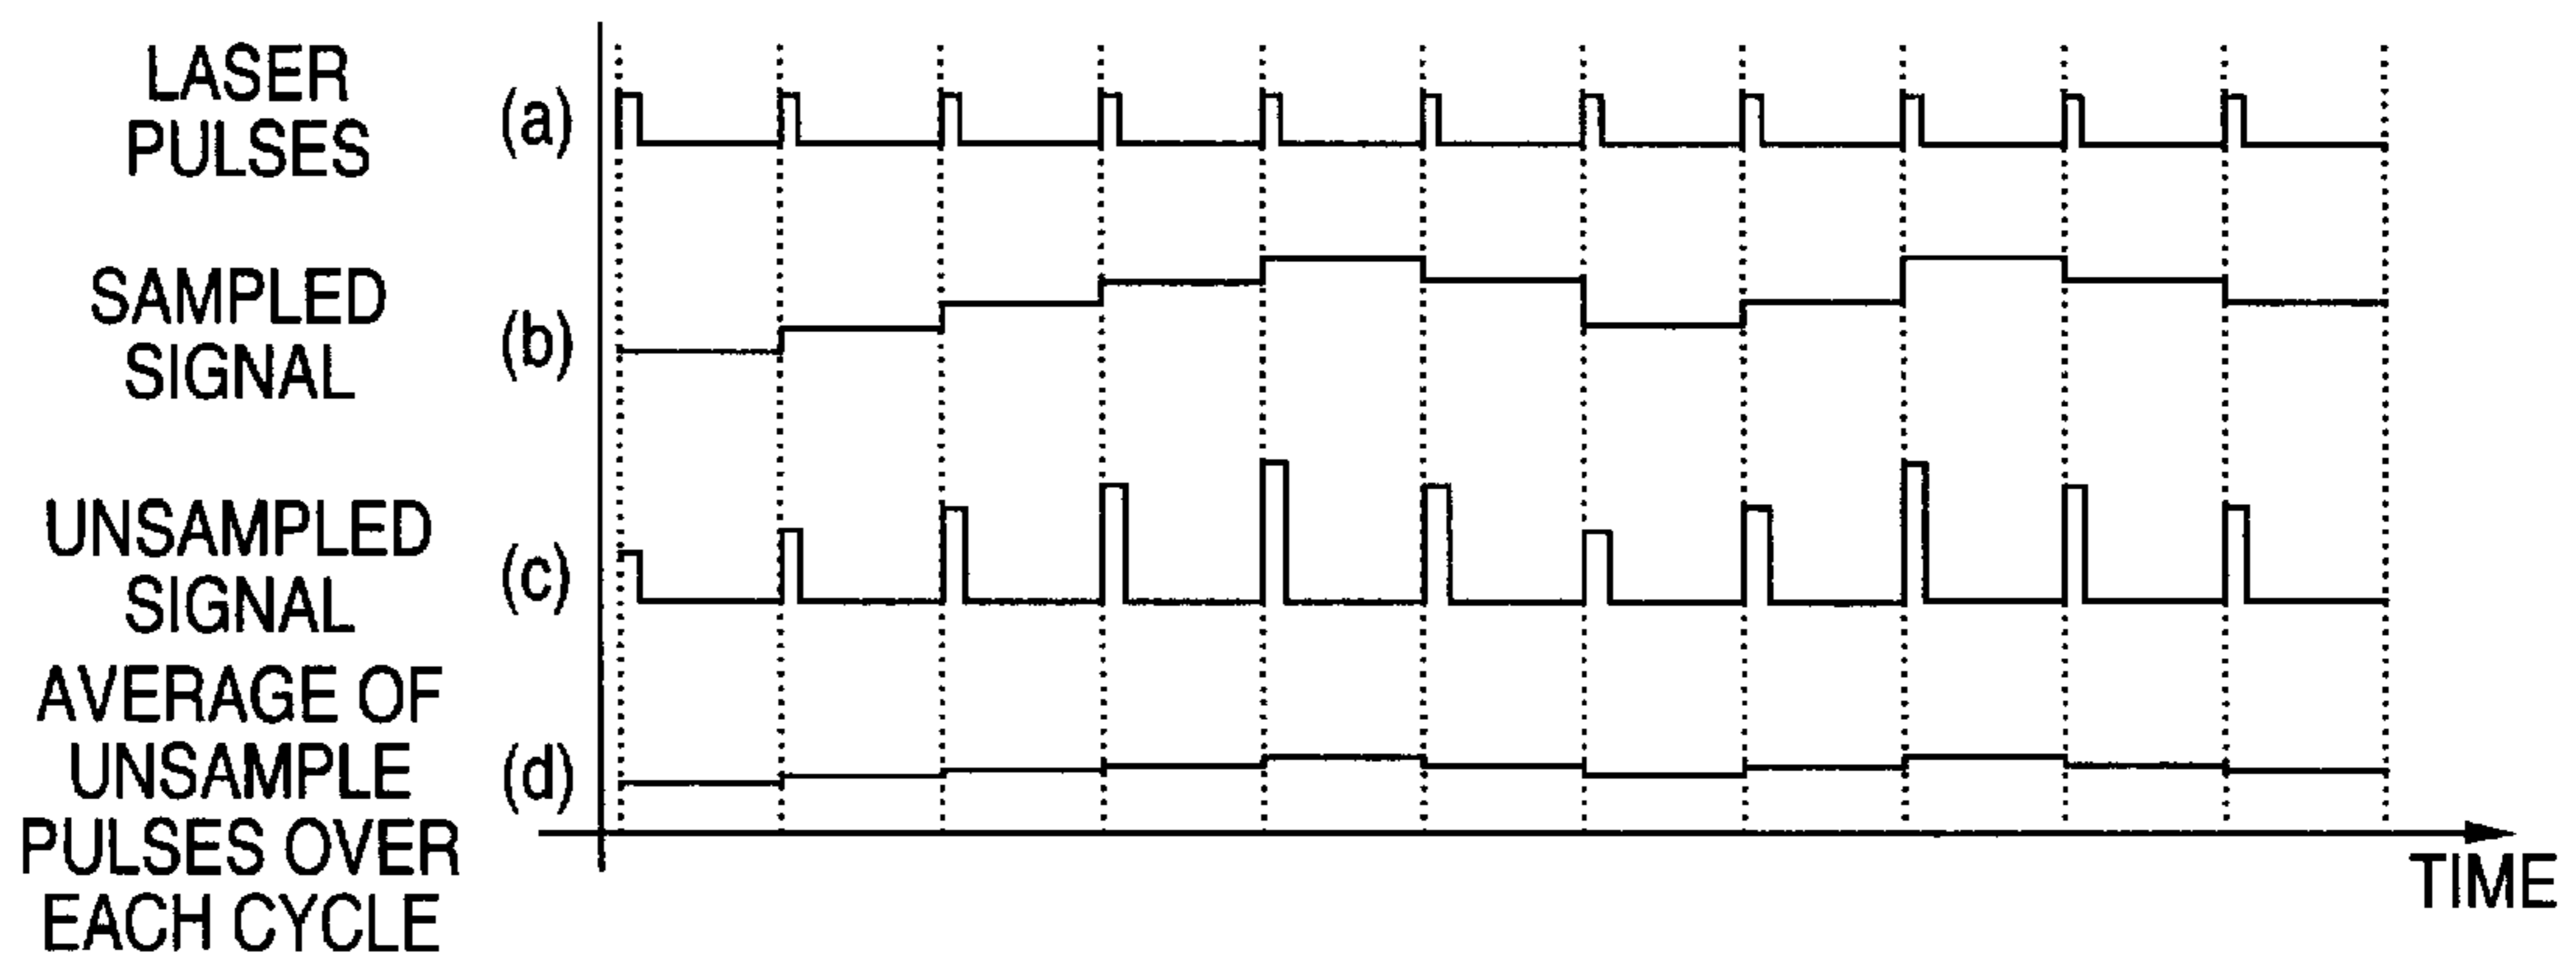 LASER
PULSES
(a)
SAMPLED
SIGNAL
(b)
UNSAMPLED
SIGNAL
(c)
AVERAGE OF
UNSAMPLE
PULSES OVER
EACH CYCLE
(d)
TIME